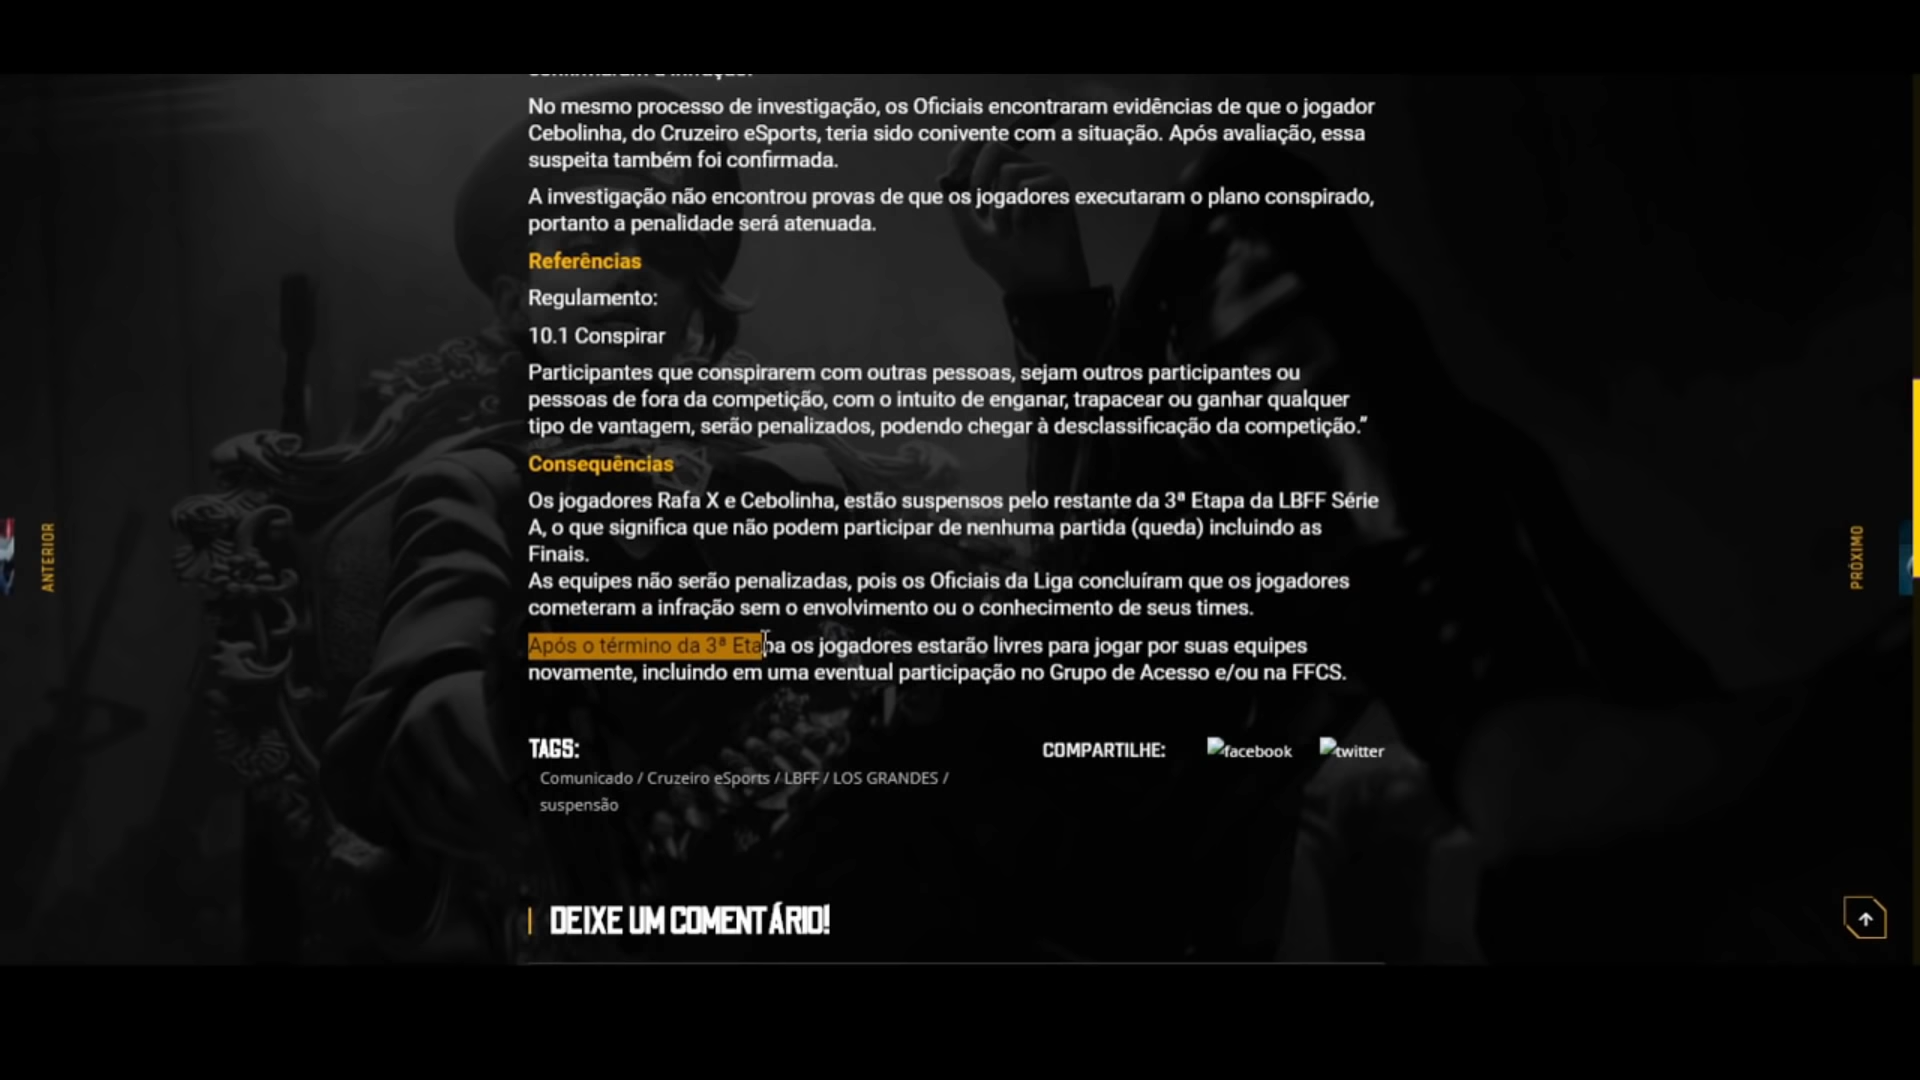 No mesmo processo de investigação, os Oficiais encontraram evidências de que o jogador
Cebolinha, do Cruzeiro eSports, teria sido conivente com a situação. Após avaliação, essa
suspeita também foi confirmada.
A investigação não encontrou provas de que os jogadores executaram o plano conspirado,
portanto a penalidade será atenuada.
Referências
Regulamento:
10.1 Conspirar
Participantes que conspirarem com outras pessoas, sejam outros participantes ou
pessoas de fora da competição, com o intuito de enganar, trapacear ou ganhar qualquer
tipo de vantagem, serão penalizados, podendo chegar à desclassificação da competição.”
Consequências
Os jogadores Rafa X e Cebolinha, estão suspensos pelo restante da 3ª Etapa da LBFF Série
A, o que significa que não podem participar de nenhuma partida (queda) incluindo as
Finais.
As equipes não serão penalizadas, pois os Oficiais da Liga concluíram que os jogadores
cometeram a infração sem o envolvimento ou o conhecimento de seus times.
Após o término da 3ª Etapa os jogadores estarão livres para jogar por suas equipes
novamente, incluindo em uma eventual participação no Grupo de Acesso e/ou na FFCS.
ANTERIOR
PRÓXIMO
TAGS:
Comunicado / Cruzeiro eSports / LBFF / LOS GRANDES /
suspensão
COMPARTILHE: facebook twitter
DEIXE UM COMENTÁRIO!